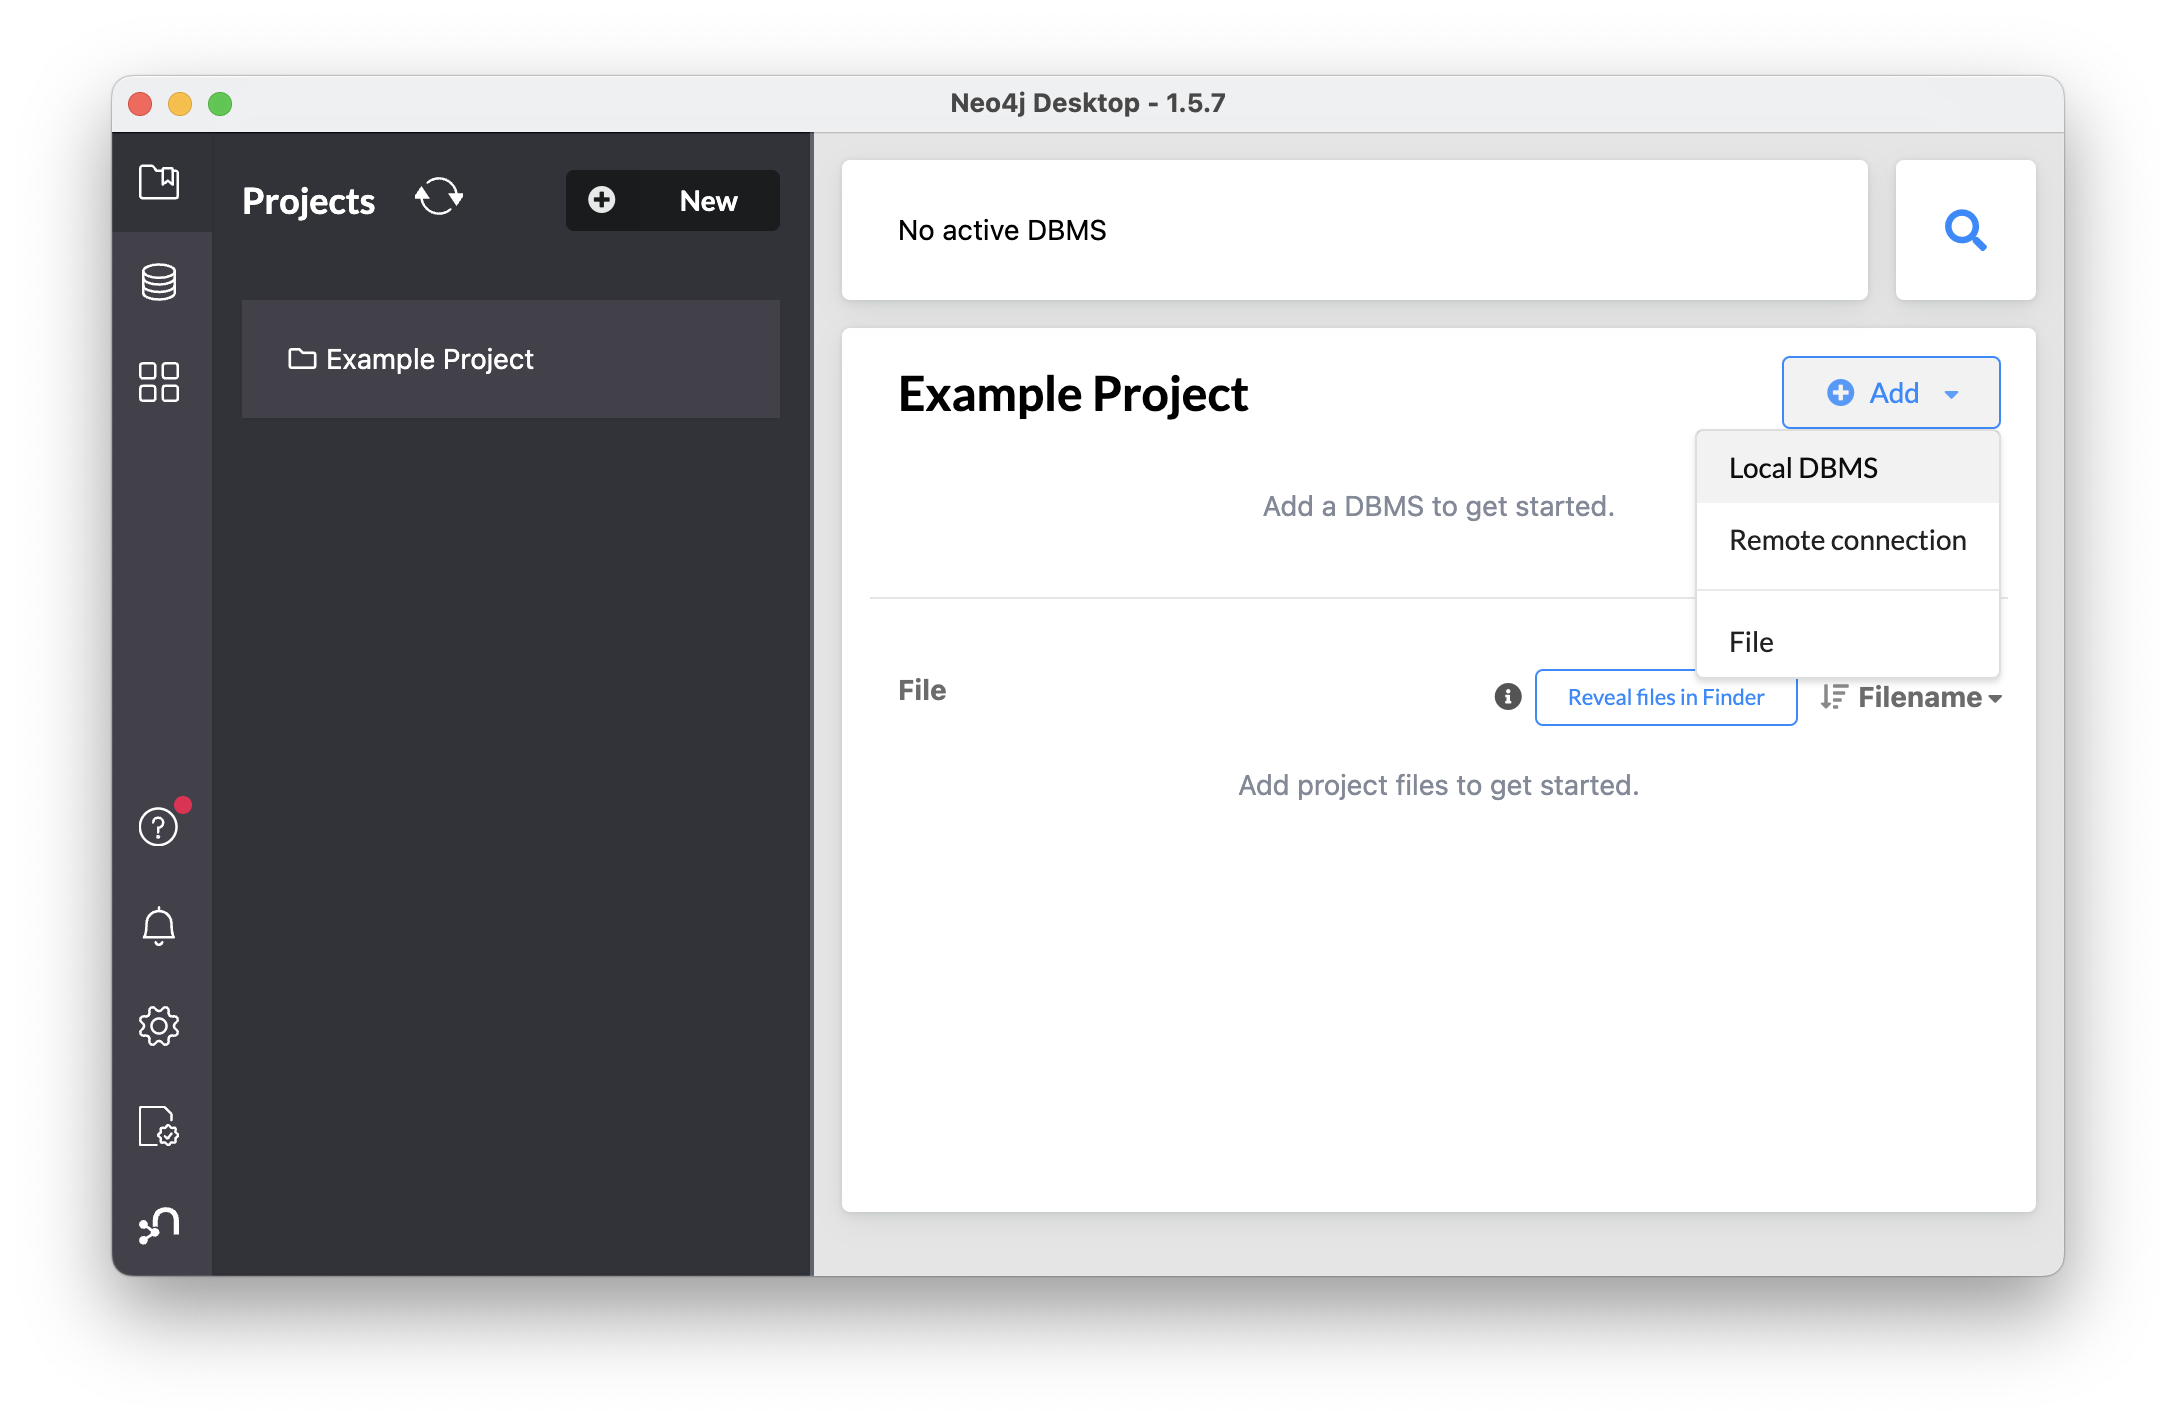 Neo4j Desktop - 1.5.7
Projects
New
Example Project
No active DBMS
Example Project
Add
Local DBMS
Remote connection
File
Add a DBMS to get started.
File
Reveal files in Finder
Filename
Add project files to get started.